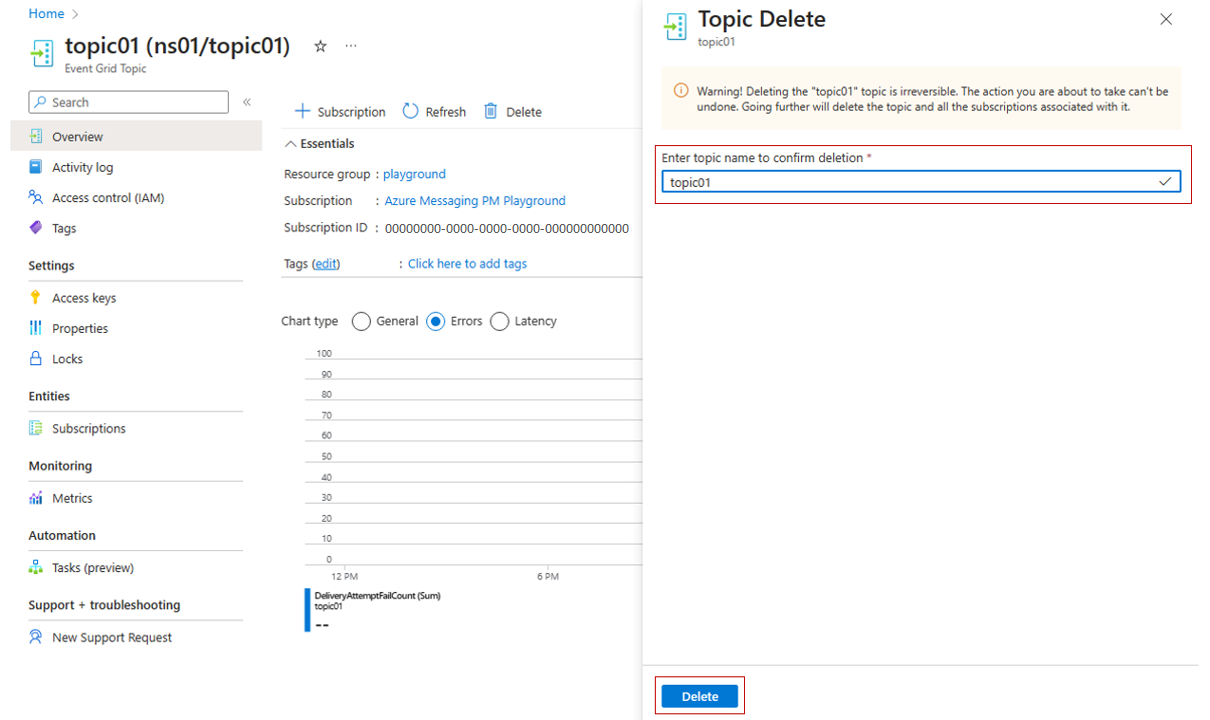 Home
topic01 (ns01/topic01)
Event Grid Topic
Search
Overview
Activity log
Access control (IAM)
Tags
Settings
Access keys
Properties
Locks
Entities
Subscriptions
Monitoring
Metrics
Automation
Tasks (preview)
Support + troubleshooting
New Support Request
Subscription Refresh Delete
Essentials
Resource group : playground
Subscription : Azure Messaging PM Playground
Subscription ID : 00000000-0000-0000-0000-000000000000
Tags (edit) : Click here to add tags
Chart type General Errors Latency
100
90
80
70
60
50
40
30
20
10
0
12 PM 6 PM
DeliveryAttemptFailCount (Sum)
topic01
--
Topic Delete
topic01
Warning! Deleting the "topic01" topic is irreversible. The action you are about to take can't be
undone. Going further will delete the topic and all the subscriptions associated with it.
Enter topic name to confirm deletion *
topic01
Delete